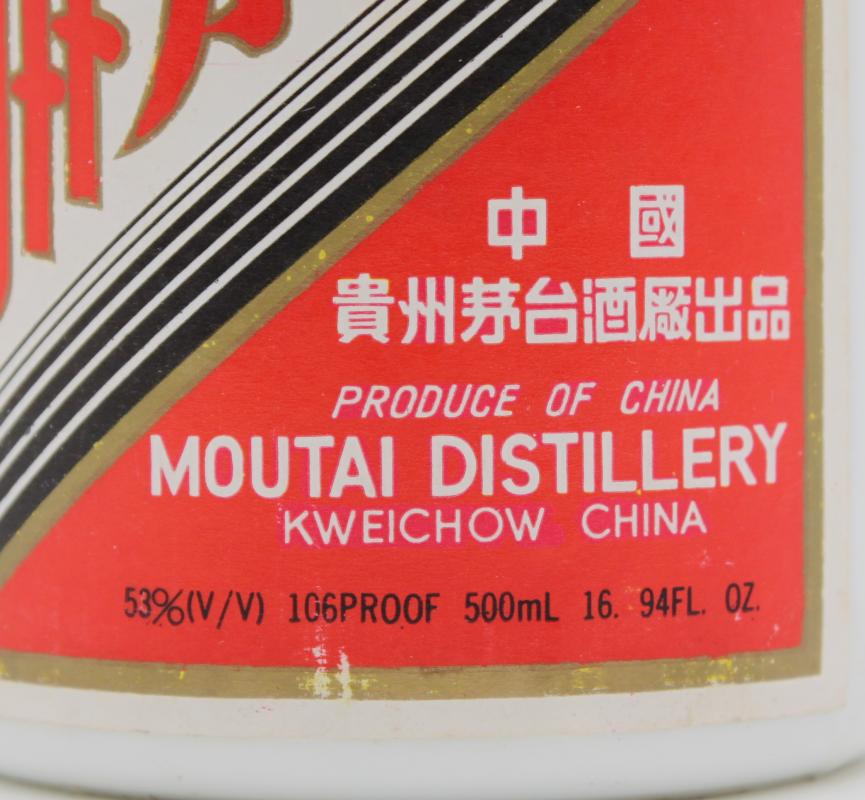 中國
貴州茅台酒廠出品
PRODUCE OF CHINA
MOUTAI DISTILLERY
KWEICHOW CHINA
53%(V/V) 106PROOF 500mL 16. 94FL. OZ.